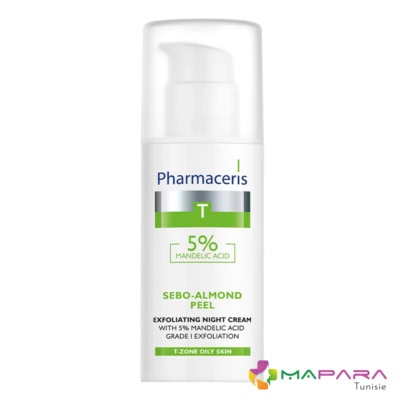 Pharmaceris
T
5%
MANDELIC ACID
SEBO-ALMOND
PEEL
EXFOLIATING NIGHT CREAM
WITH 5% MANDELIC ACID
GRADE I EXFOLIATION
T-ZONE OILY SKIN
MAPARA
Tunisie